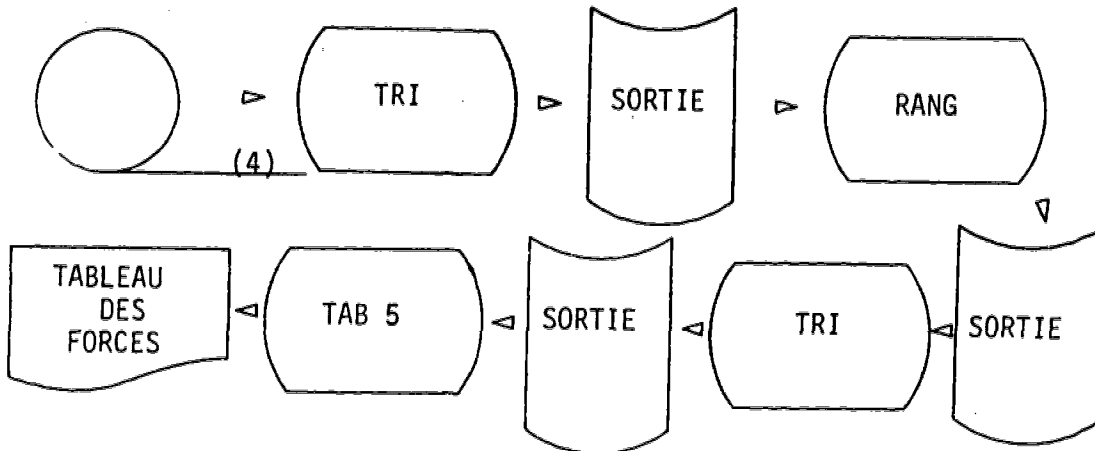 TRI
SORTIE
RANG
(4)
TABLEAU
DES
FORCES
TAB 5
SORTIE
TRI
SORTIE